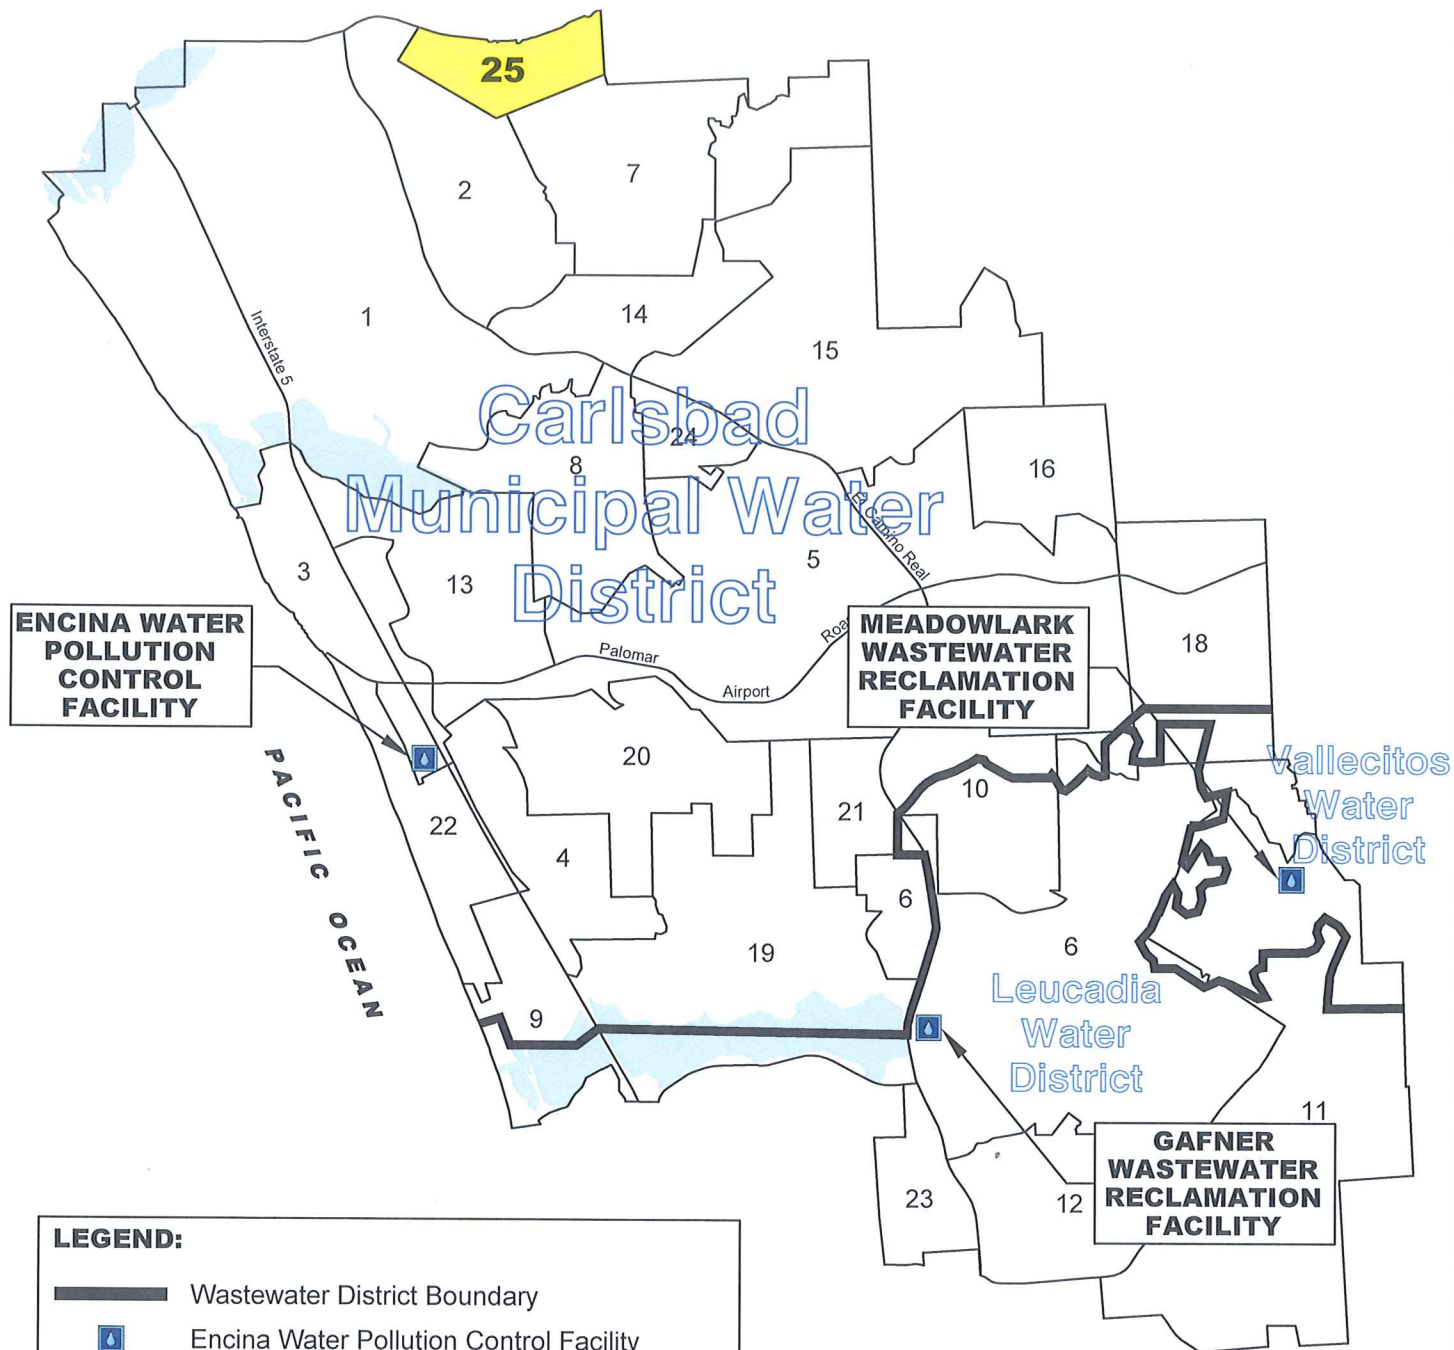 25
7
2
14
1
15
Interstate 5
Carlsbad
24
8
16
Municipal Water
El Camino Real
5
3
13
District
ENCINA WATER
POLLUTION
CONTROL
FACILITY
MEADOWLARK
WASTEWATER
RECLAMATION
FACILITY
18
Palomar
Airport
Road
20
10
Vallecitos
Water
District
21
22
4
6
PACIFIC OCEAN
19
6
Leucadia
Water
District
9
11
GAFNER
WASTEWATER
RECLAMATION
FACILITY
23
12
LEGEND:
Wastewater District Boundary
Encina Water Pollution Control Facility